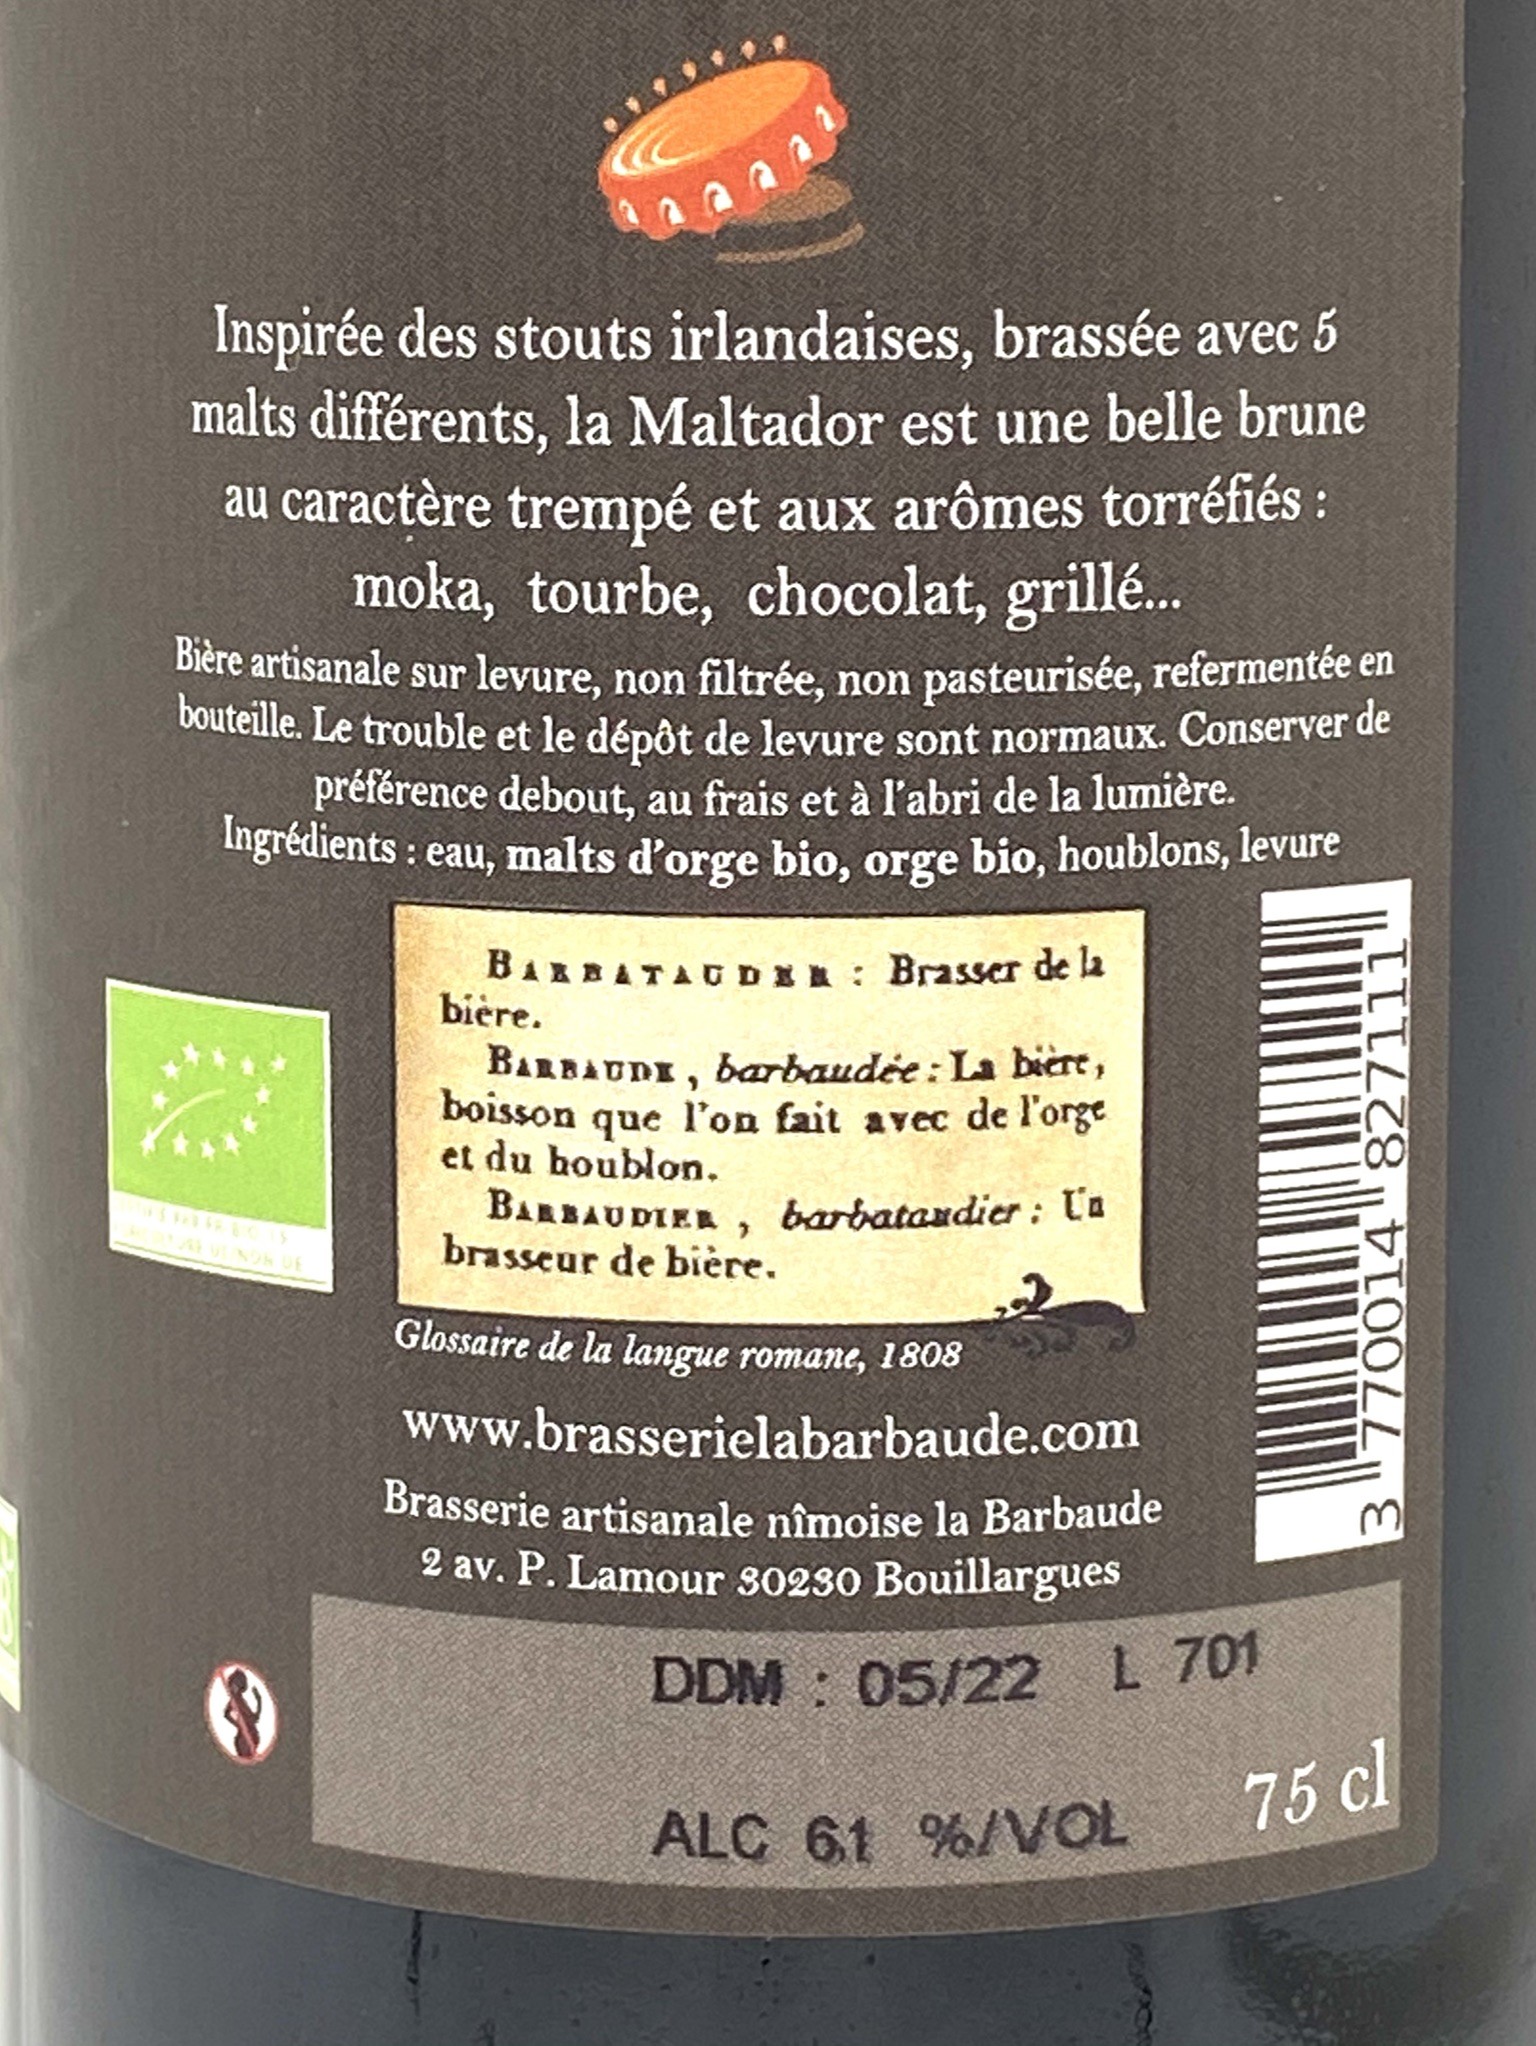 Inspirée des stouts irlandaises, brassée avec 5
malts différents, la Maltador est une belle brune
au caractère trempé et aux arômes torréfiés :
moka, tourbe, chocolat, grillé...
Bière artisanale sur levure, non filtrée, non pasteurisée, refermentée en
bouteille. Le trouble et le dépôt de levure sont normaux. Conserver de
préférence debout, au frais et à l'abri de la lumière.
Ingrédients : eau, malts d'orge bio, orge bio, houblons, levure
BARBATAUDER : Brasser de la
bière.
BARBAUDE, barbaudée : La bière,
boisson que l'on fait avec de l'orge
et du houblon.
BARBAUDIER, barbataudier : Un
brasseur de bière.
Glossaire de la langue romane, 1808
www.brasserielabarbaude.com
Brasserie artisanale nîmoise la Barbaude
2 av. P. Lamour 30230 Bouillargues
3 770014 827111
DDM : 05/22 L 701
ALC 6.1 %/VOL
75 cl